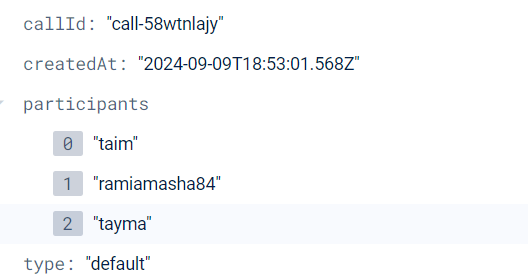 callId: "call-58wtnlajy"
createdAt: "2024-09-09T18:53:01.568Z"
participants
0 "taim"
1 "ramiamasha84"
2 "tayma"
type: "default"